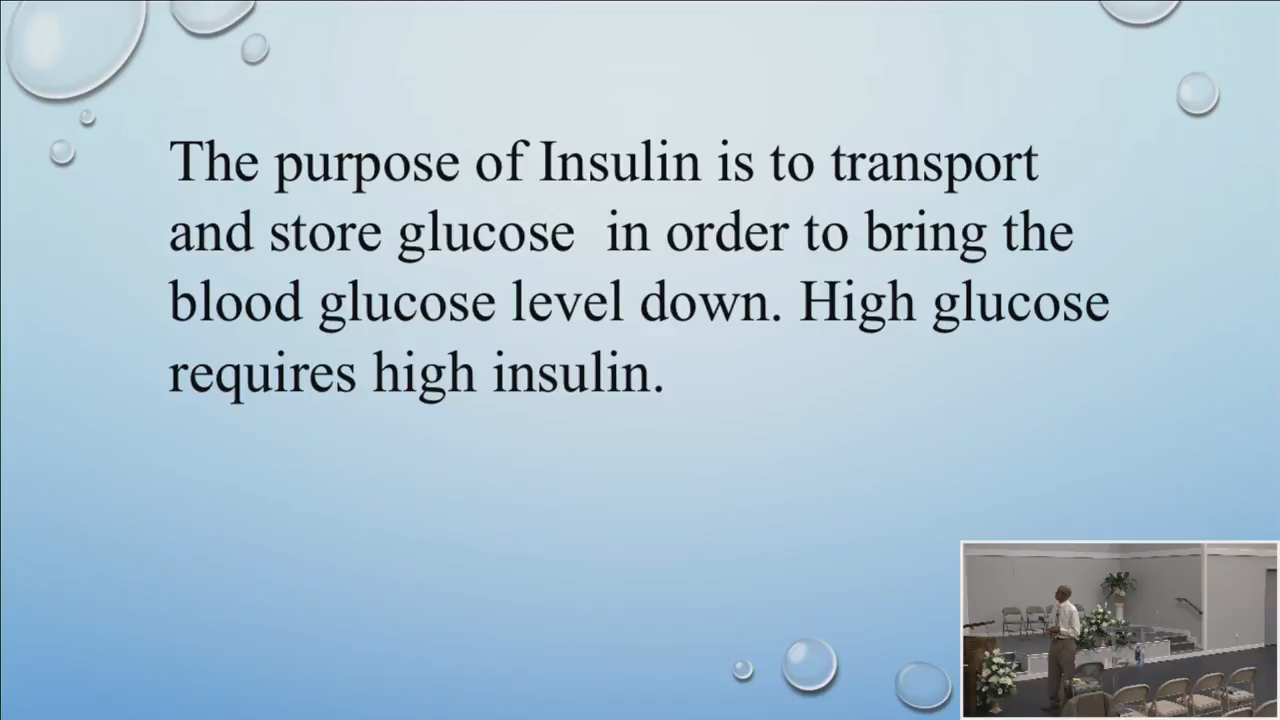 The purpose of Insulin is to transport
and store glucose  in order to bring the
blood glucose level down. High glucose
requires high insulin.